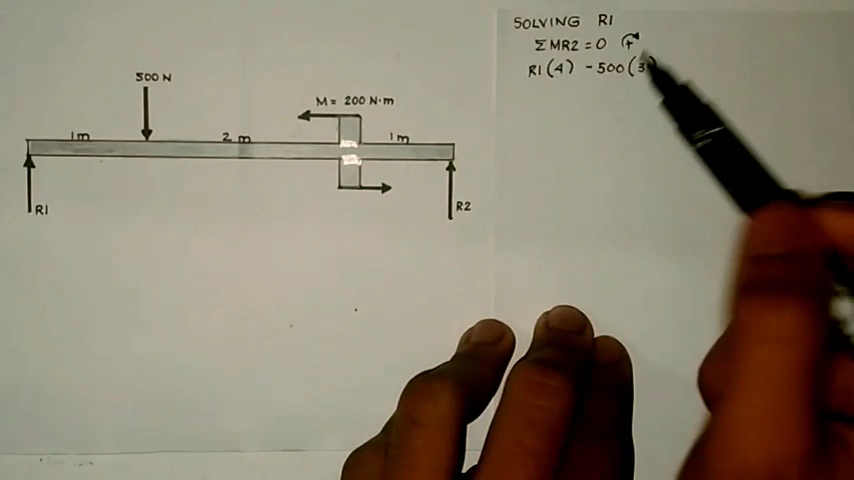 SOLVING R1
ΣMR2 = 0 +
R1(4) - 500(3)
500 N
M = 200 N·m
1m
2 m
1m
R1
R2